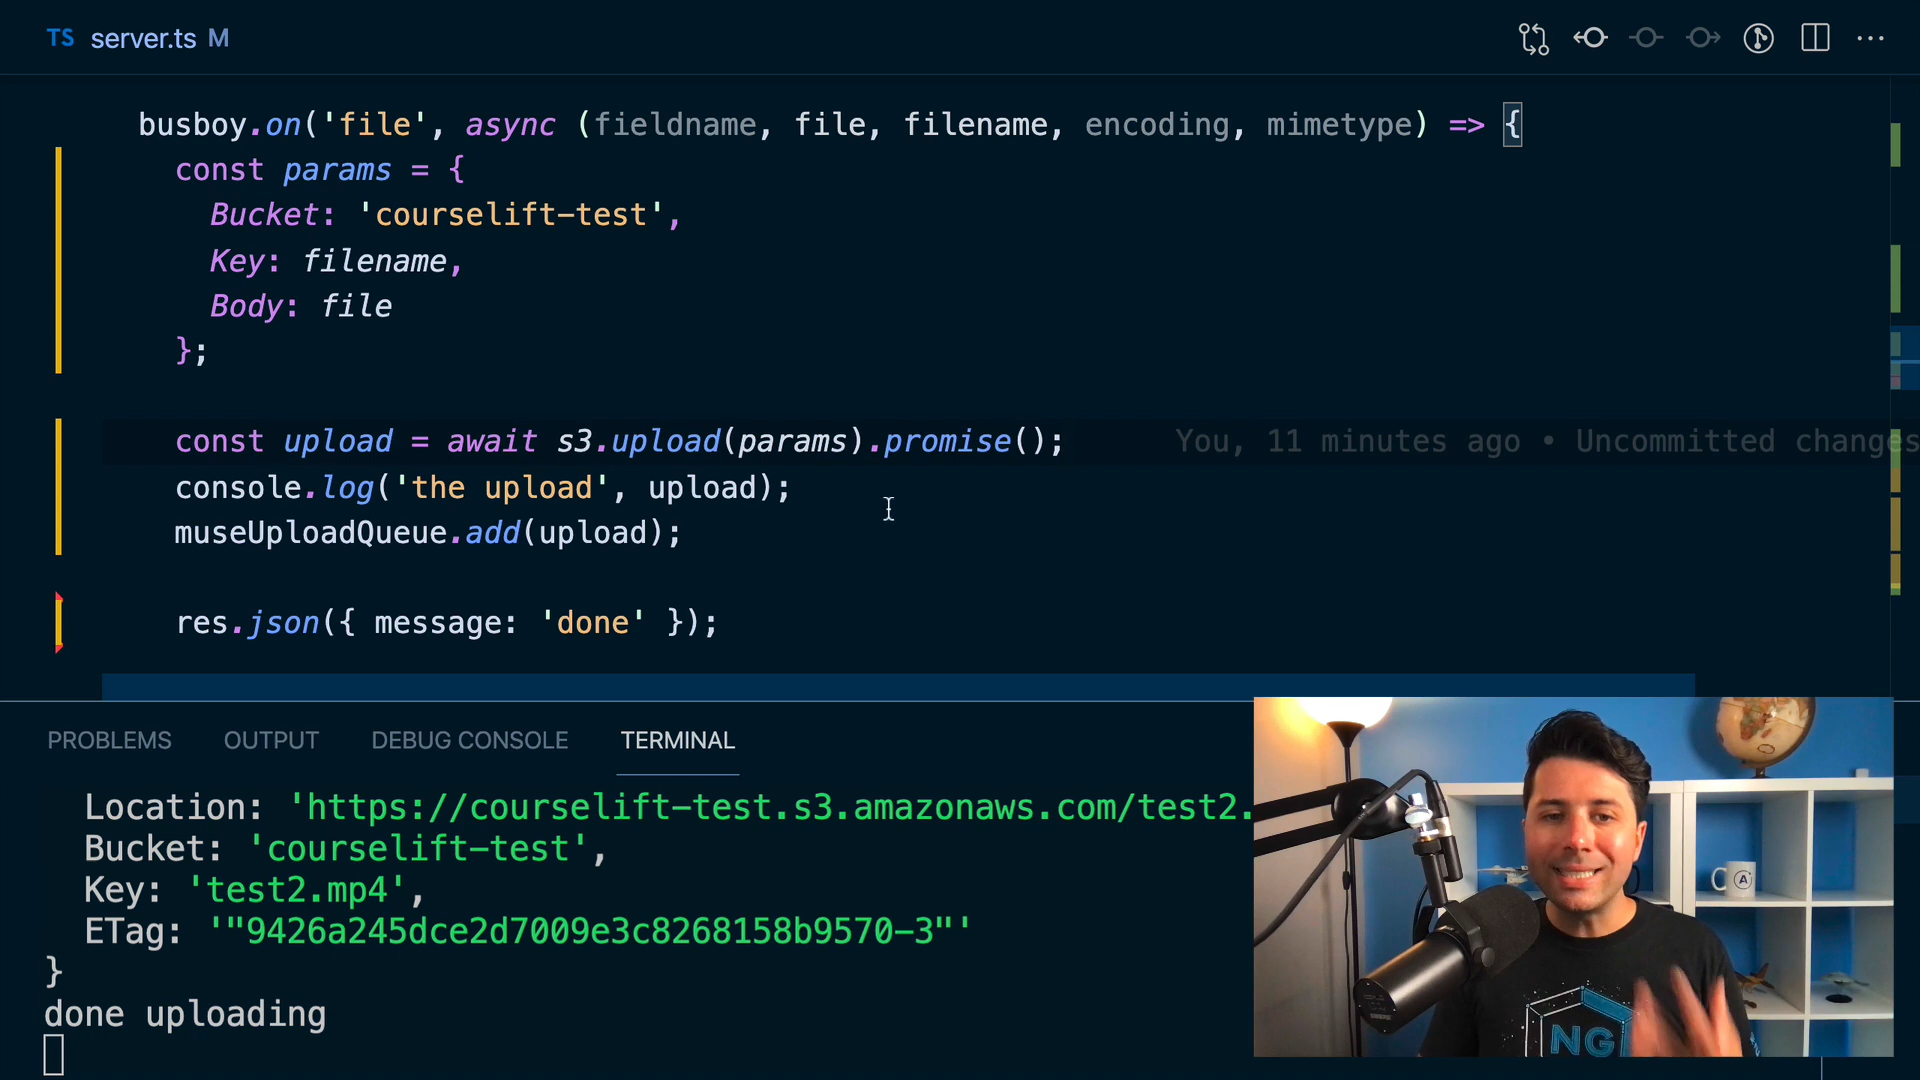 TS server.ts M
busboy.on('file', async (fieldname, file, filename, encoding, mimetype) => {
const params = {
Bucket: 'courselift-test',
Key: filename,
Body: file
};
const upload = await s3.upload(params).promise(); You, 11 minutes ago • Uncommitted changes
console.log('the upload', upload);
museUploadQueue.add(upload);
res.json({ message: 'done' });
PROBLEMS OUTPUT DEBUG CONSOLE TERMINAL
Location: 'https://courselift-test.s3.amazonaws.com/test2.
Bucket: 'courselift-test',
Key: 'test2.mp4',
ETag: '"9426a245dce2d7009e3c8268158b9570-3"'
}
done uploading
A
NG